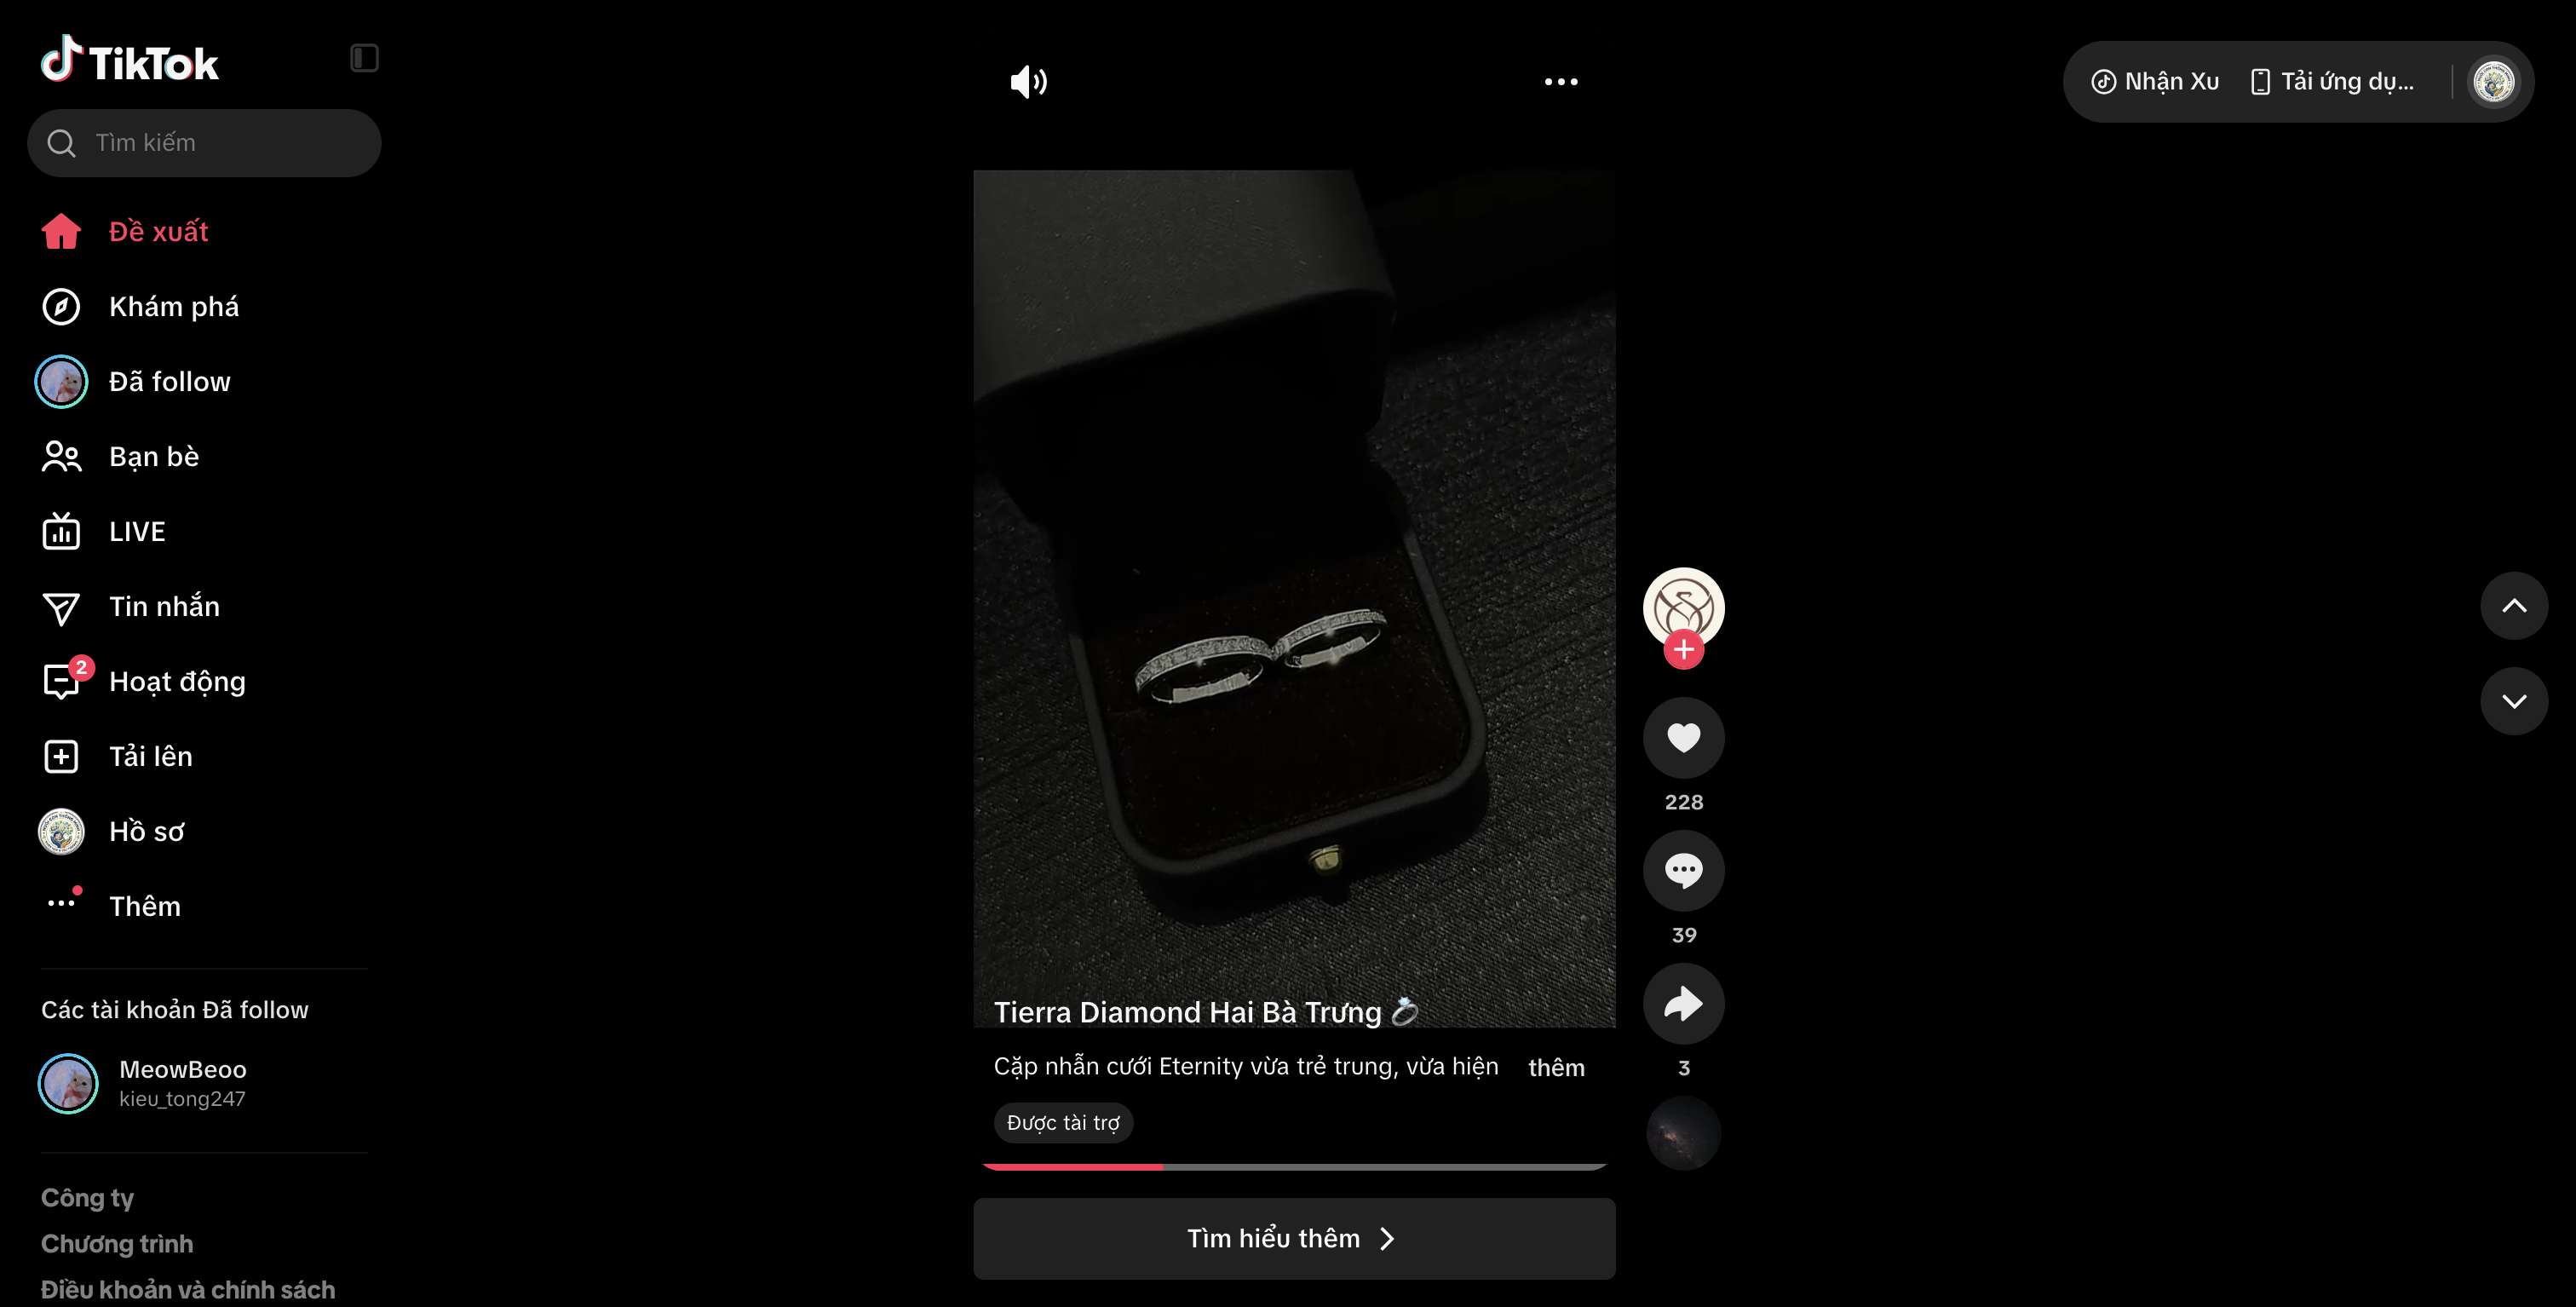 TikTok
Tìm kiếm
Đề xuất
Khám phá
Đã follow
Bạn bè
LIVE
Tin nhắn
2
Hoạt động
Tải lên
Hồ sơ
Thêm
Các tài khoản Đã follow
MeowBeoo
kieu_tong247
Công ty
Chương trình
Điều khoản và chính sách
Tierra Diamond Hai Bà Trưng 💍
Cặp nhẫn cưới Eternity vừa trẻ trung, vừa hiện thêm
Được tài trợ
Tìm hiểu thêm
228
39
3
Nhận Xu
Tải ứng dụ...